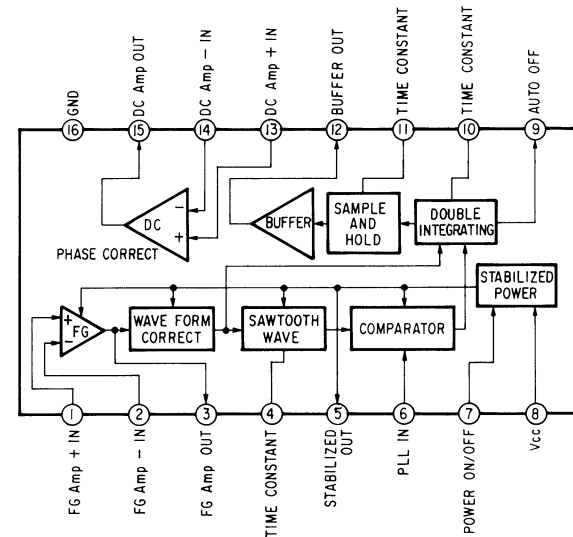 GND
DC Amp OUT
DC Amp - IN
DC Amp + IN
BUFFER OUT
TIME CONSTANT
TIME CONSTANT
AUTO OFF
16
15
14
13
12
11
10
9
DC
-
+
PHASE CORRECT
BUFFER
SAMPLE
AND
HOLD
DOUBLE
INTEGRATING
STABILIZED
POWER
+
FG
-
WAVE FORM
CORRECT
SAWTOOTH
WAVE
COMPARATOR
1
2
3
4
5
6
7
8
FG Amp + IN
FG Amp - IN
FG Amp OUT
TIME CONSTANT
STABILIZED
OUT
PLL IN
POWER ON/OFF
Vcc